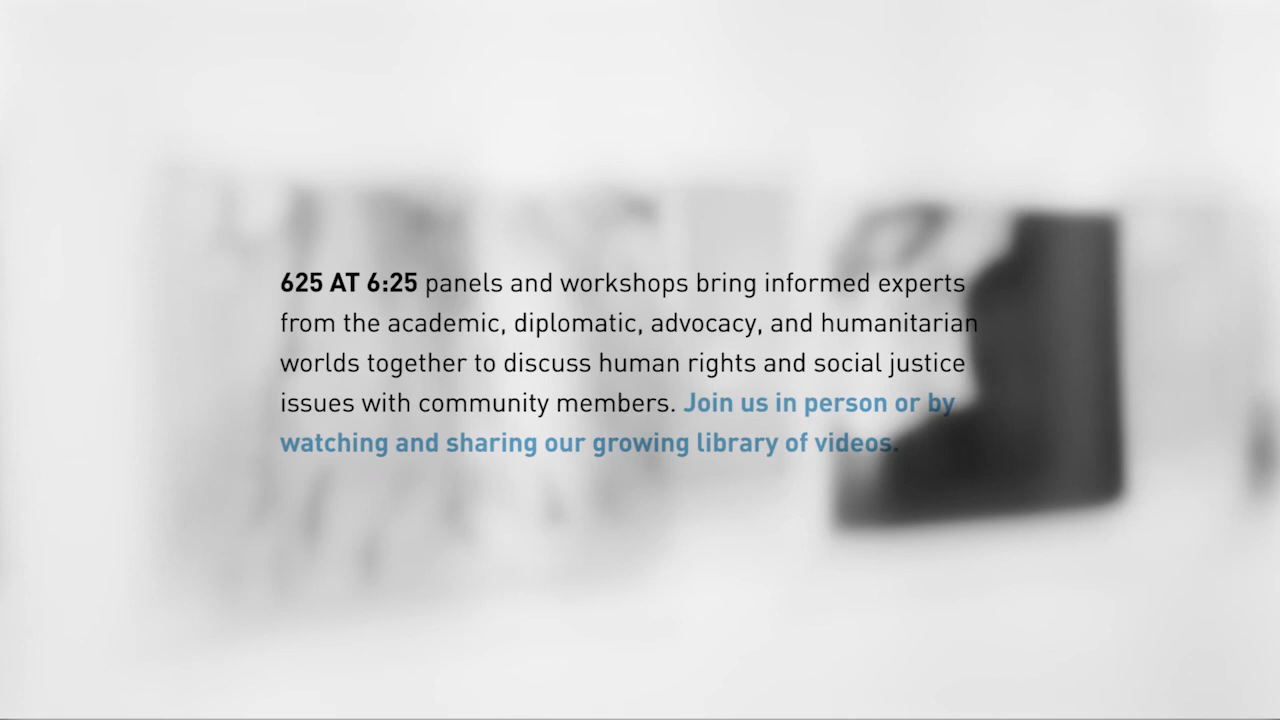 625 AT 6:25 panels and workshops bring informed experts
from the academic, diplomatic, advocacy, and humanitarian
worlds together to discuss human rights and social justice
issues with community members. Join us in person or by
watching and sharing our growing library of videos.